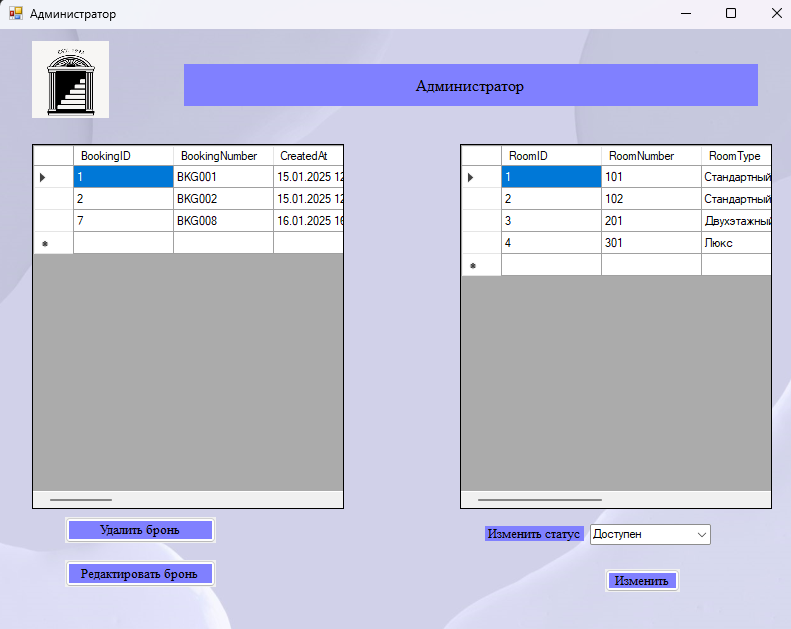 Администратор
EST. 1942
Администратор
BookingID BookingNumber CreatedAt
1 BKG001 15.01.2025 12
2 BKG002 15.01.2025 12
7 BKG008 16.01.2025 16
RoomID RoomNumber RoomType
1 101 Стандартный
2 102 Стандартный
3 201 Двухэтажный
4 301 Люкс
Удалить бронь
Редактировать бронь
Изменить статус Доступен
Изменить